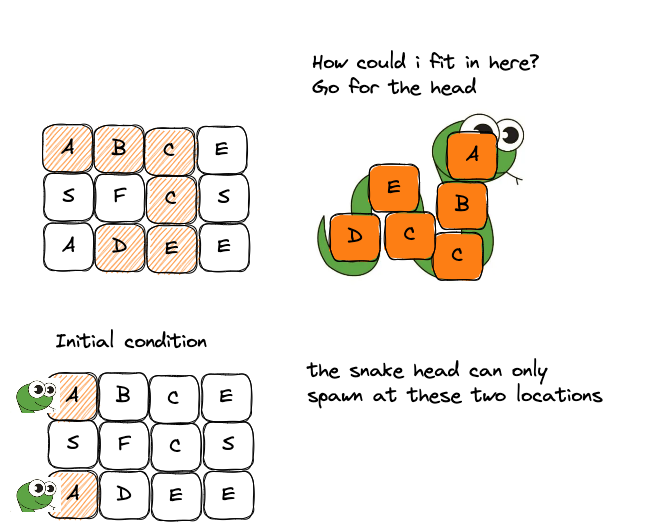 How could i fit in here?
Go for the head
A B C E
S F C S
A D E E
A
E B
D C C
Initial condition
A B C E
S F C S
A D E E
the snake head can only
spawn at these two locations